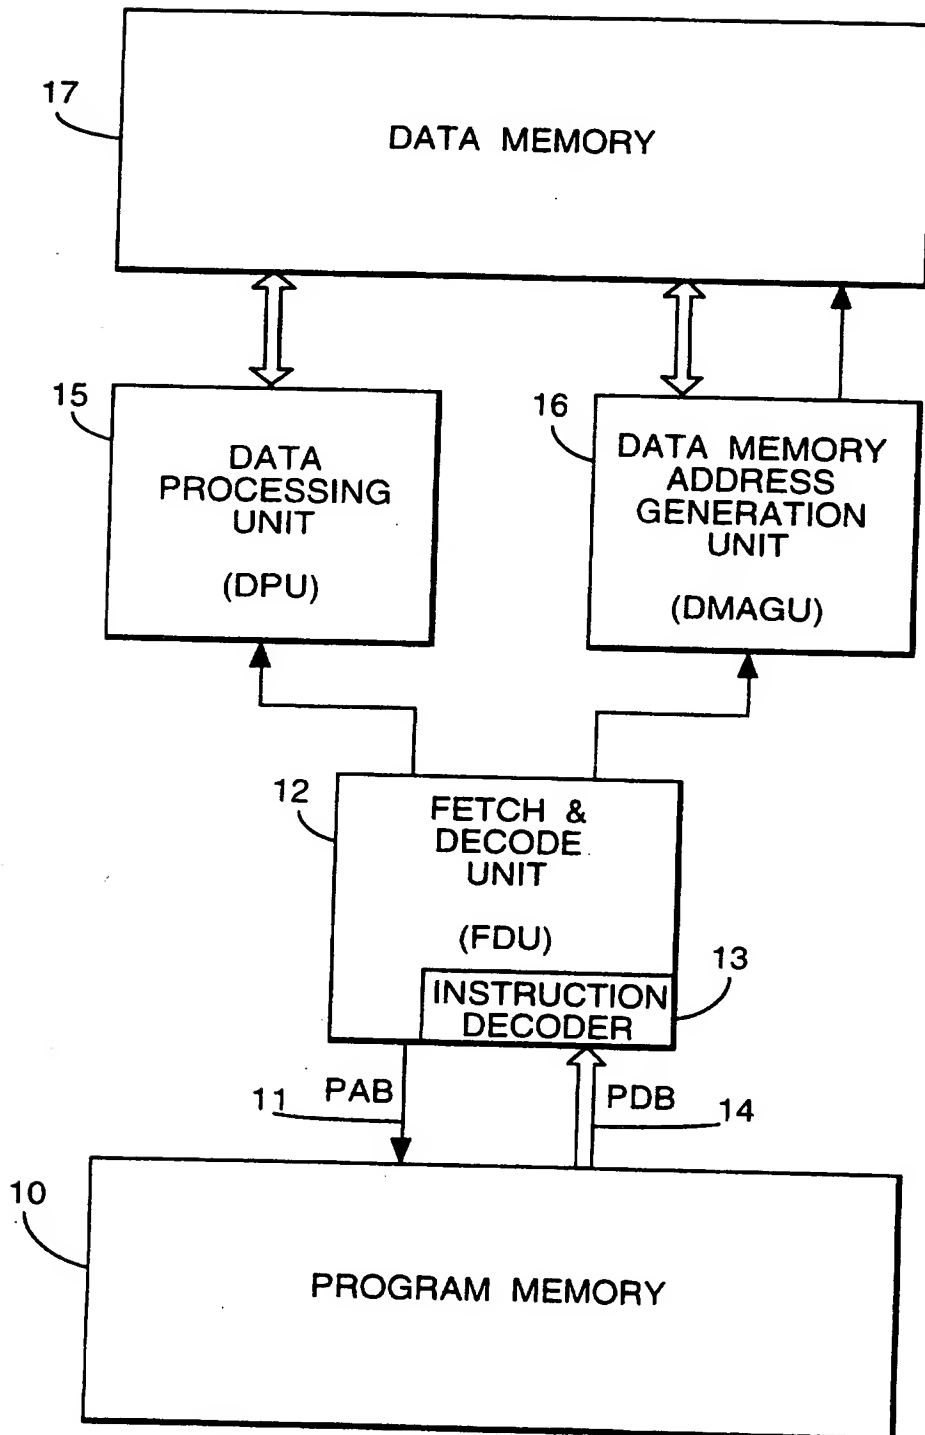 17
DATA MEMORY
15
DATA
PROCESSING
UNIT
(DPU)
16
DATA MEMORY
ADDRESS
GENERATION
UNIT
(DMAGU)
12
FETCH &
DECODE
UNIT
(FDU)
13
INSTRUCTION
DECODER
11
PAB
PDB
14
10
PROGRAM MEMORY